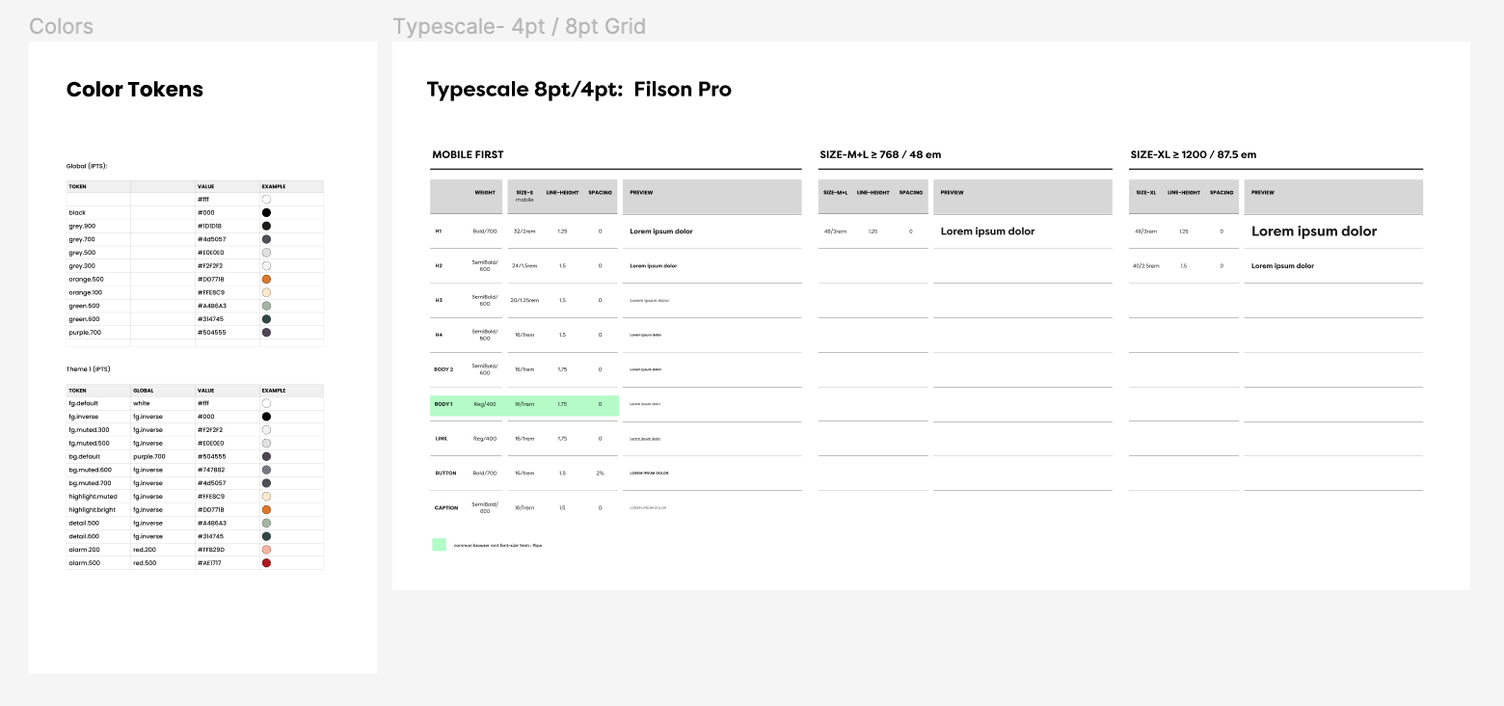 Colors
Color Tokens
Global (IPTS):
TOKEN VALUE EXAMPLE
#fff
black #000
grey.900 #1D1D1B
grey.700 #4d5057
grey.500 #E0E0E0
grey.300 #F2F2F2
orange.500 #DD771B
orange.100 #FFE8C9
green.500 #A4B6A3
green.600 #314745
purple.700 #504555
Theme 1 (IPTS)
TOKEN GLOBAL VALUE EXAMPLE
fg.default white #fff
fg.inverse fg.inverse #000
fg.muted.300 fg.inverse #F2F2F2
fg.muted.500 fg.inverse #E0E0E0
bg.default purple.700 #504555
bg.muted.600 fg.inverse #747882
bg.muted.700 fg.inverse #4d5057
highlight.muted fg.inverse #FFE8C9
highlight.bright fg.inverse #DD771B
detail.500 fg.inverse #A4B6A3
detail.600 fg.inverse #314745
alarm.200 red.200 #FFB29D
alarm.500 red.500 #AE1717
Typescale- 4pt / 8pt Grid
Typescale 8pt/4pt: Filson Pro
MOBILE FIRST
WEIGHT SIZE-S LINE-HEIGHT SPACING PREVIEW
mobile
H1 Bold/700 32/2rem 1.25 0 Lorem ipsum dolor
H2 SemiBold/ 24/1.5rem 1.5 0 Lorem ipsum dolor
600
H3 SemiBold/ 20/1.25rem 1.5 0 Lorem ipsum dolor
600
H4 SemiBold/ 16/1rem 1.5 0 Lorem ipsum dolor
600
BODY 2 SemiBold/ 16/1rem 1.75 0 Lorem ipsum dolor
600
BODY 1 Reg/400 16/1rem 1.75 0 Lorem ipsum dolor
LINK Reg/400 16/1rem 1.75 0 Lorem ipsum dolor
BUTTON Bold/700 16/1rem 1.5 2% LOREM IPSUM DOLOR
CAPTION SemiBold/ 16/1rem 1.5 0 LOREM IPSUM DOLOR
600
common browser root font-size 1rem = 16px
SIZE-M+L ≥ 768 / 48 em
SIZE-M+L LINE-HEIGHT SPACING PREVIEW
48/3rem 1.25 0 Lorem ipsum dolor
SIZE-XL ≥ 1200 / 87.5 em
SIZE-XL LINE-HEIGHT SPACING PREVIEW
48/3rem 1.25 0 Lorem ipsum dolor
40/2.5rem 1.5 0 Lorem ipsum dolor